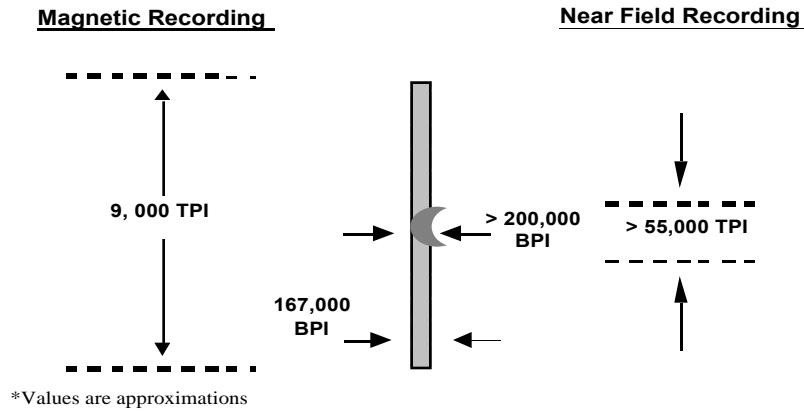 Magnetic Recording
Near Field Recording
9, 000 TPI
> 200,000
BPI
> 55,000 TPI
167,000
BPI
*Values are approximations